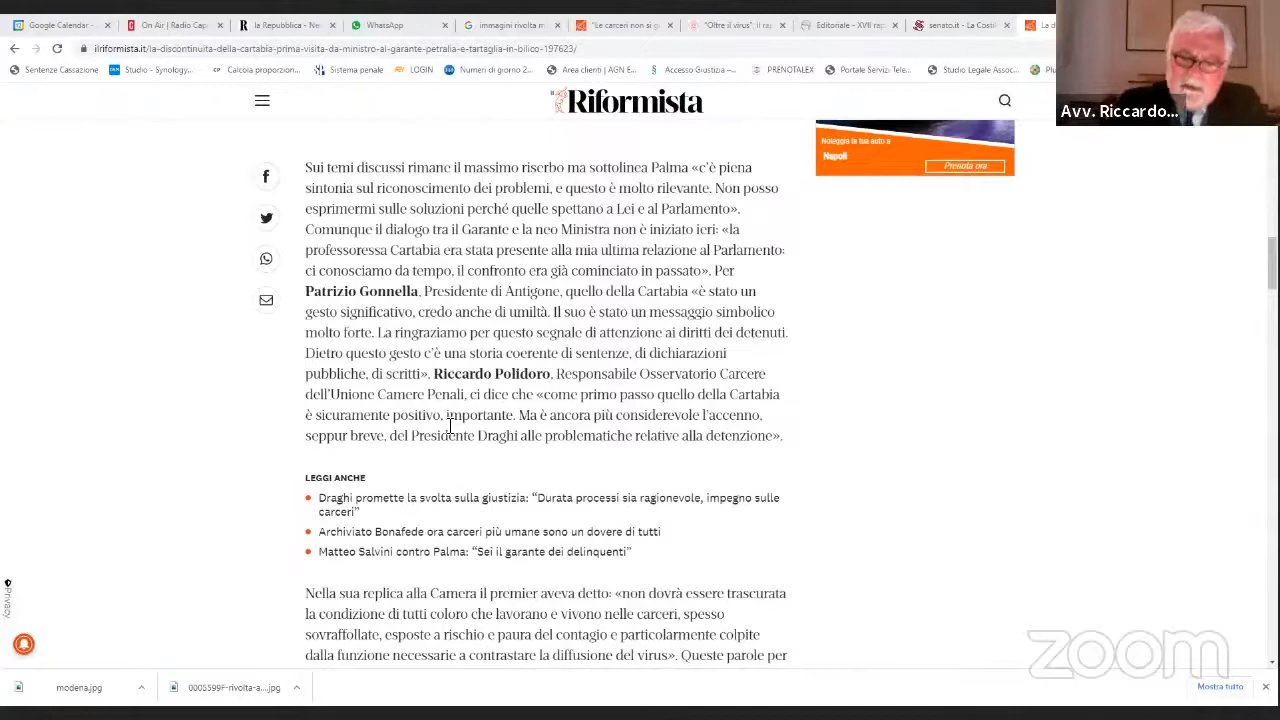 Google Calendar
On Air | Radio Cap
la Repubblica - Ne
WhatsApp
immagini rivolta m
"Le carceri non si g
"Oltre il virus": il ra
Editoriale – XVII ra
senato.it - La Costi
La d
ilriformista.it/la-discontinuita-della-cartabia-prima-visita-da-ministro-al-garante-petralia-e-tartaglia-in-bilico-197623/
Sentenze Cassazione
Studio - Synology...
Calcola proporzio...
Sistema penale
LOGIN
Numeri di giorno 2...
Area clienti | AGN E...
Accesso Giustizia –...
PRENOTALEX
Portale Servizi Tele...
Studio Legale Assoc...
Avv. Riccardo...
Il Riformista
Noleggia la tua auto a
Napoli
Prenota ora
Sui temi discussi rimane il massimo riserbo ma sottolinea Palma «c'è piena
sintonia sul riconoscimento dei problemi, e questo è molto rilevante. Non posso
esprimermi sulle soluzioni perché quelle spettano a Lei e al Parlamento».
Comunque il dialogo tra il Garante e la neo Ministra non è iniziato ieri: «la
professoressa Cartabia era stata presente alla mia ultima relazione al Parlamento:
ci conosciamo da tempo, il confronto era già cominciato in passato». Per
Patrizio Gonnella, Presidente di Antigone, quello della Cartabia «è stato un
gesto significativo, credo anche di umiltà. Il suo è stato un messaggio simbolico
molto forte. La ringraziamo per questo segnale di attenzione ai diritti dei detenuti.
Dietro questo gesto c'è una storia coerente di sentenze, di dichiarazioni
pubbliche, di scritti». Riccardo Polidoro, Responsabile Osservatorio Carcere
dell'Unione Camere Penali, ci dice che «come primo passo quello della Cartabia
è sicuramente positivo, importante. Ma è ancora più considerevole l'accenno,
seppur breve, del Presidente Draghi alle problematiche relative alla detenzione».
LEGGI ANCHE
Draghi promette la svolta sulla giustizia: "Durata processi sia ragionevole, impegno sulle
carceri"
Archiviato Bonafede ora carceri più umane sono un dovere di tutti
Matteo Salvini contro Palma: "Sei il garante dei delinquenti"
Nella sua replica alla Camera il premier aveva detto: «non dovrà essere trascurata
la condizione di tutti coloro che lavorano e vivono nelle carceri, spesso
sovraffollate, esposte a rischio e paura del contagio e particolarmente colpite
dalla funzione necessarie a contrastare la diffusione del virus». Queste parole per
Privacy
zoom
modena.jpg
0005599F-rivolta-a....jpg
Mostra tutto